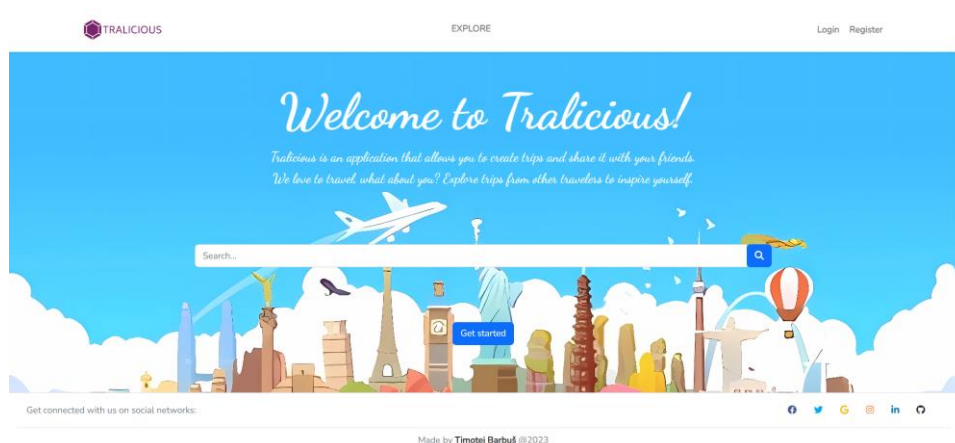 TRALICIOUS
EXPLORE
Login Register
Welcome to Tralicious!
Tralicious is an application that allows you to create trips and share it with your friends.
We love to travel, what about you? Explore trips from other travelers to inspire yourself.
Search...
Get started
Get connected with us on social networks:
Made by Timotej Barbuš @2023